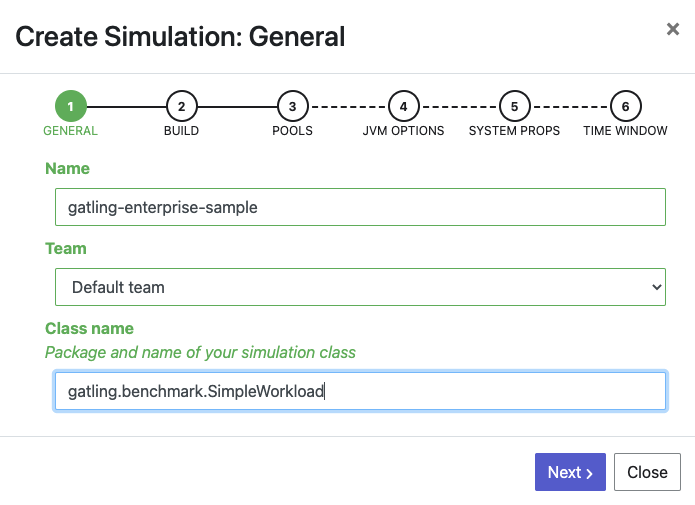 Create Simulation: General
×
1 2 3 4 5 6
GENERAL BUILD POOLS JVM OPTIONS SYSTEM PROPS TIME WINDOW
Name
gatling-enterprise-sample
Team
Default team
Class name
Package and name of your simulation class
gatling.benchmark.SimpleWorkload
Next Close